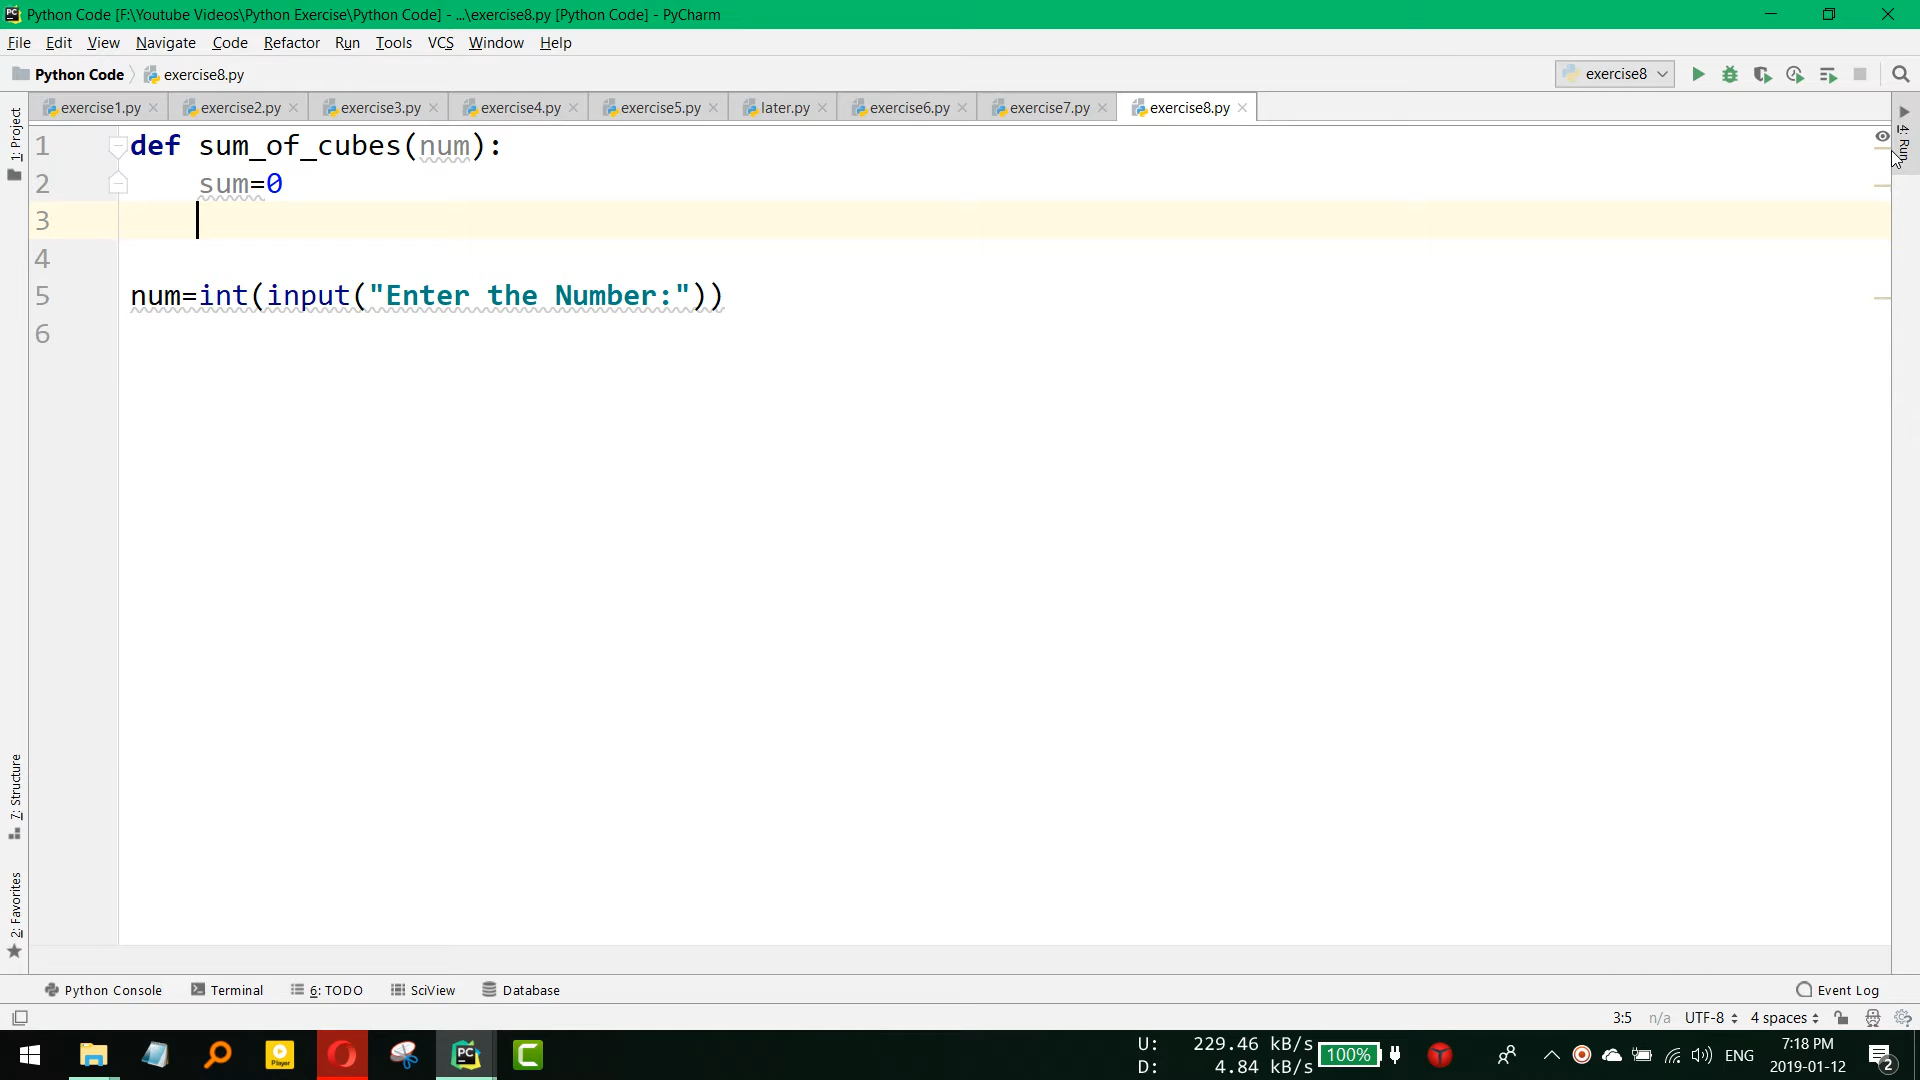 Python Code [F:\Youtube Videos\Python Exercise\Python Code] - ...\exercise8.py [Python Code] - PyCharm
File Edit View Navigate Code Refactor Run Tools VCS Window Help
Python Code exercise8.py exercise8
exercise1.py exercise2.py exercise3.py exercise4.py exercise5.py later.py exercise6.py exercise7.py exercise8.py
1: Project
4: Run
1 def sum_of_cubes(num):
2 sum=0
3
4
5 num=int(input("Enter the Number:"))
6
7: Structure
2: Favorites
Python Console Terminal 6: TODO SciView Database Event Log
3:5 n/a UTF-8 4 spaces
U: 229.46 kB/s
D: 4.84 kB/s
100%
ENG
7:18 PM
2019-01-12
2